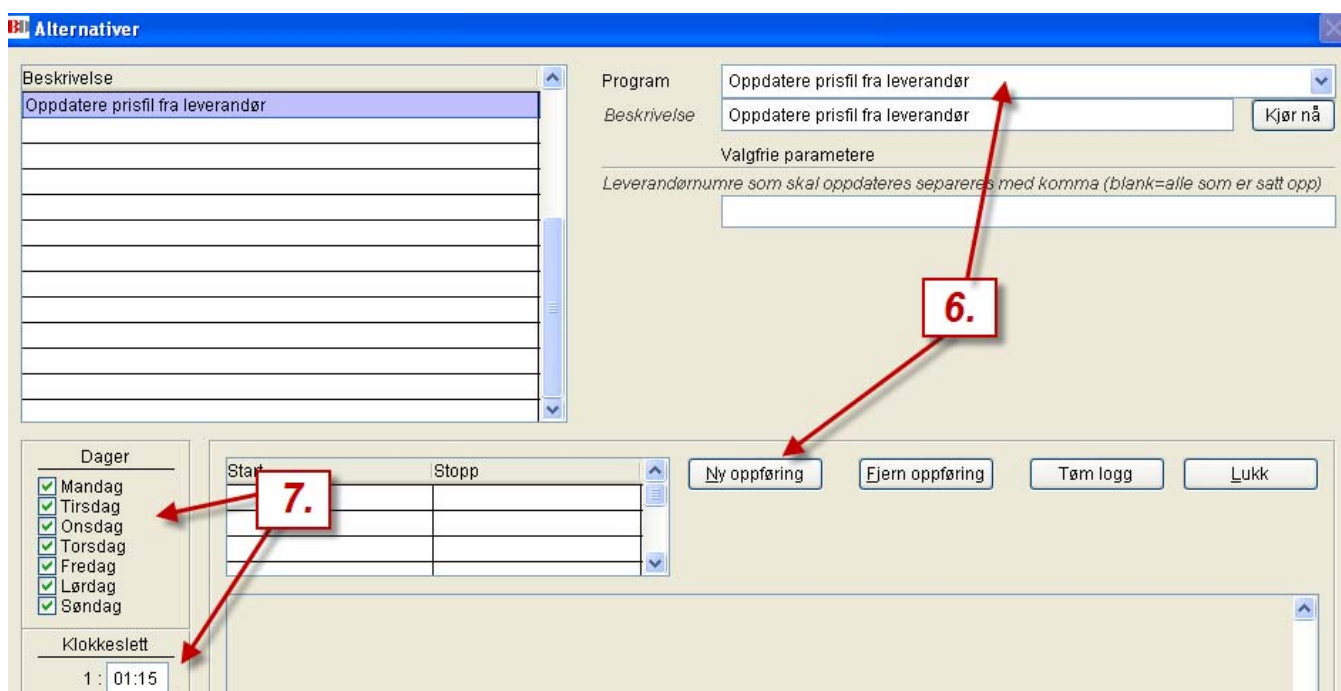 Alternativer
Beskrivelse
Oppdatere prisfil fra leverandør
Program
Oppdatere prisfil fra leverandør
Beskrivelse
Oppdatere prisfil fra leverandør
Kjør nå
Valgfrie parametere
Leverandørnumre som skal oppdateres separeres med komma (blank=alle som er satt opp)
6.
Dager
Mandag
Tirsdag
Onsdag
Torsdag
Fredag
Lørdag
Søndag
Start
Stopp
7.
Ny oppføring
Fjern oppføring
Tøm logg
Lukk
Klokkeslett
1 : 01:15